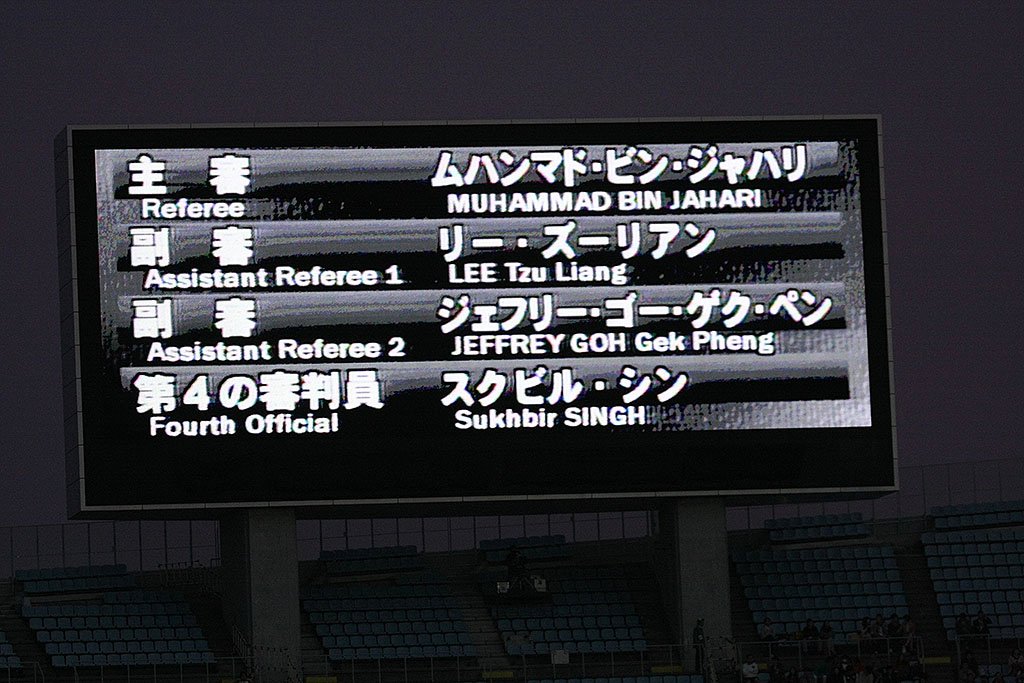 主 審 ムハンマド・ビン・ジャハリ
Referee MUHAMMAD BIN JAHARI
副 審 リー・ズーリアン
Assistant Referee 1 LEE Tzu Liang
副 審 ジェフリー・ゴー・ゲク・ペン
Assistant Referee 2 JEFFREY GOH Gek Pheng
第4の審判員 スクビル・シン
Fourth Official Sukhbir SINGH